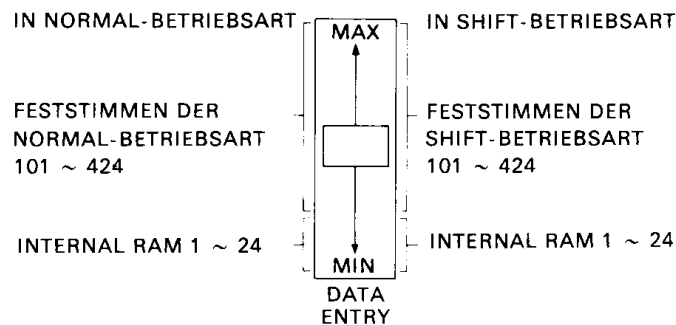 IN NORMAL-BETRIEBSART
MAX
IN SHIFT-BETRIEBSART
FESTSTIMMEN DER
NORMAL-BETRIEBSART
101 ~ 424
FESTSTIMMEN DER
SHIFT-BETRIEBSART
101 ~ 424
INTERNAL RAM 1 ~ 24
MIN
INTERNAL RAM 1 ~ 24
DATA
ENTRY